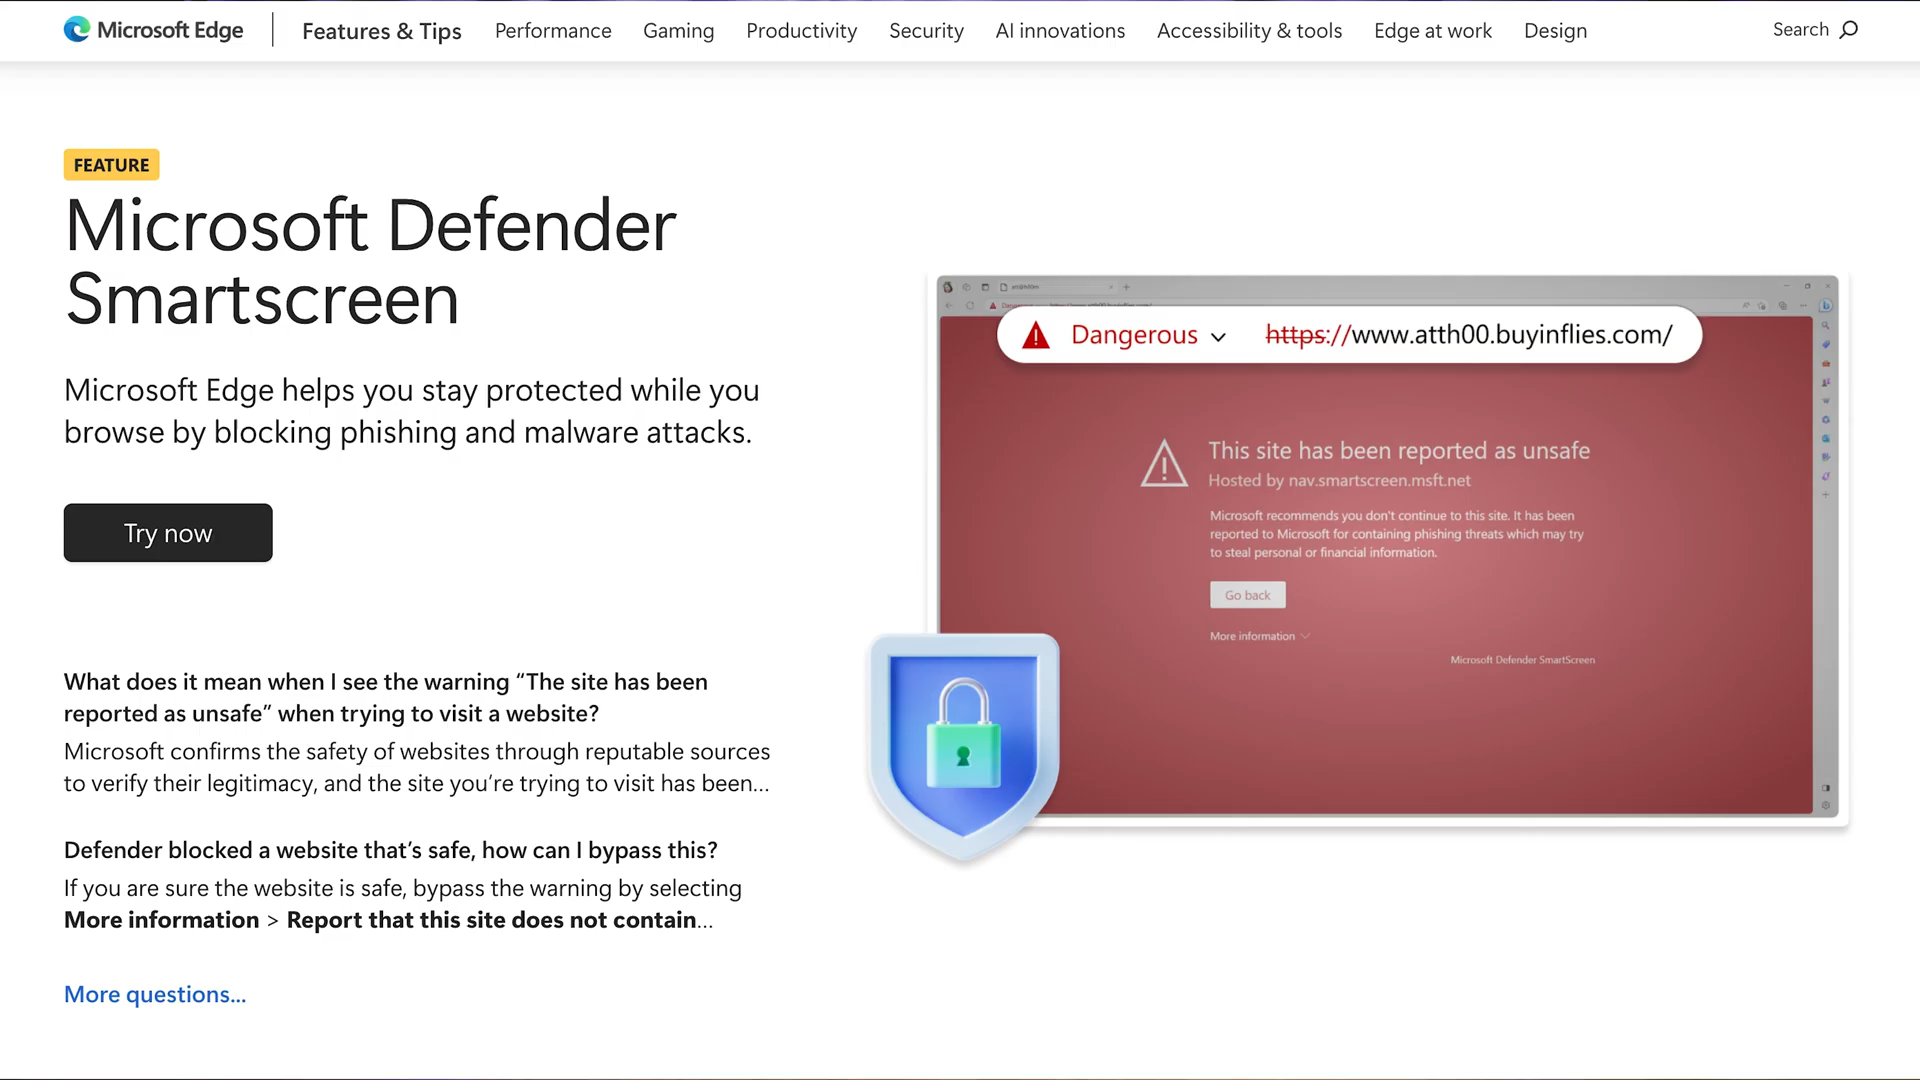 Microsoft Edge
Features & Tips
Performance
Gaming
Productivity
Security
AI innovations
Accessibility & tools
Edge at work
Design
Search
FEATURE
Microsoft Defender
Smartscreen
Microsoft Edge helps you stay protected while you
browse by blocking phishing and malware attacks.
Try now
What does it mean when I see the warning “The site has been
reported as unsafe” when trying to visit a website?
Microsoft confirms the safety of websites through reputable sources
to verify their legitimacy, and the site you’re trying to visit has been...
Defender blocked a website that’s safe, how can I bypass this?
If you are sure the website is safe, bypass the warning by selecting
More information > Report that this site does not contain...
More questions...
Dangerous https://www.atth00.buyinflies.com/
This site has been reported as unsafe
Hosted by nav.smartscreen.msft.net
Microsoft recommends you don't continue to this site. It has been
reported to Microsoft for containing phishing threats which may try
to steal personal or financial information.
Go back
More information
Microsoft Defender SmartScreen